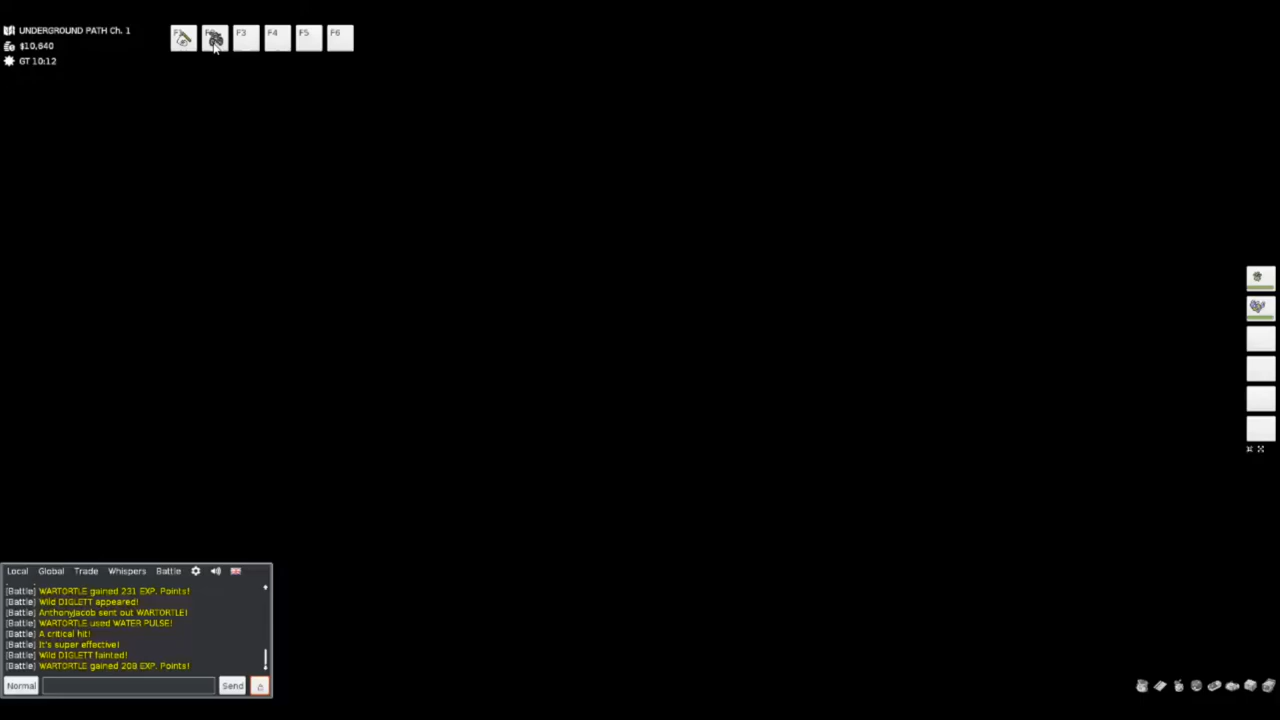 UNDERGROUND PATH Ch. 1
$10,640
GT 10:12
F3 F4 F5 F6
Local Global Trade Whispers Battle
[Battle] WARTORTLE gained 231 EXP. Points!
[Battle] Wild DIGLETT appeared!
[Battle] AnthonyJacob sent out WARTORTLE!
[Battle] WARTORTLE used WATER PULSE!
[Battle] A critical hit!
[Battle] It's super effective!
[Battle] Wild DIGLETT fainted!
[Battle] WARTORTLE gained 208 EXP. Points!
Normal Send